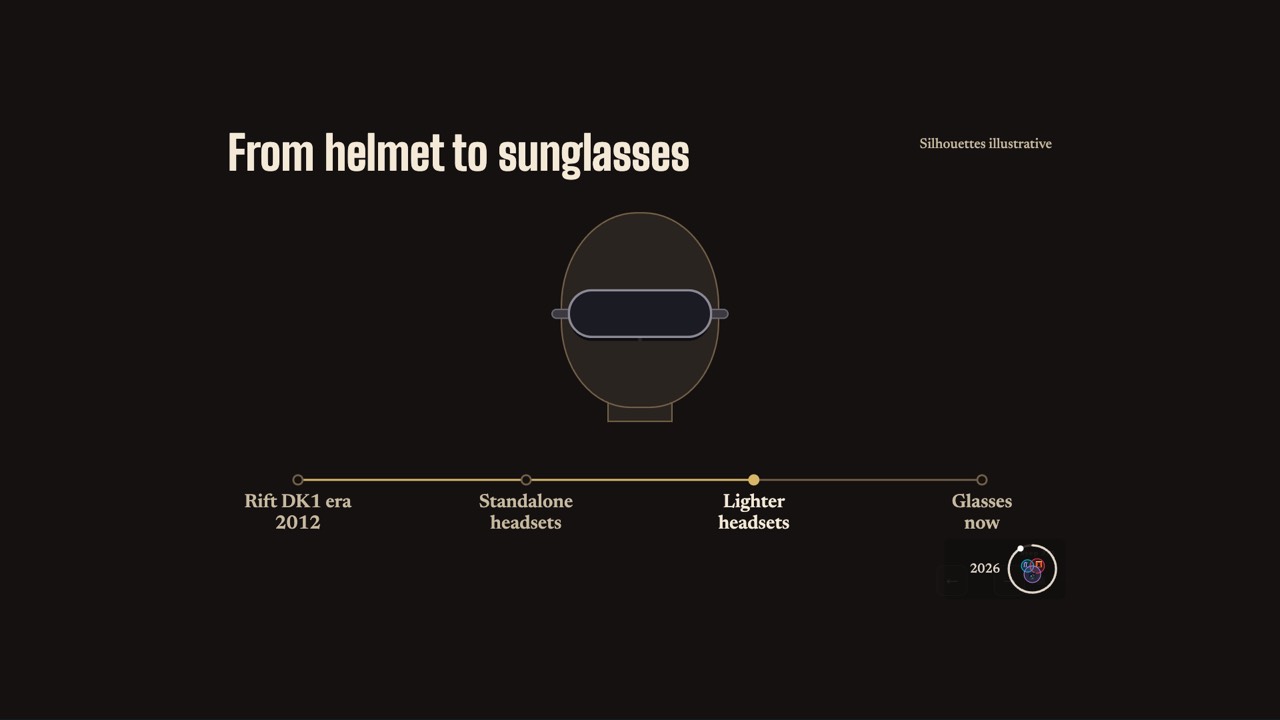 From helmet to sunglasses
Silhouettes illustrative
Rift DK1 era
2012
Standalone
headsets
Lighter
headsets
Glasses
now
2026